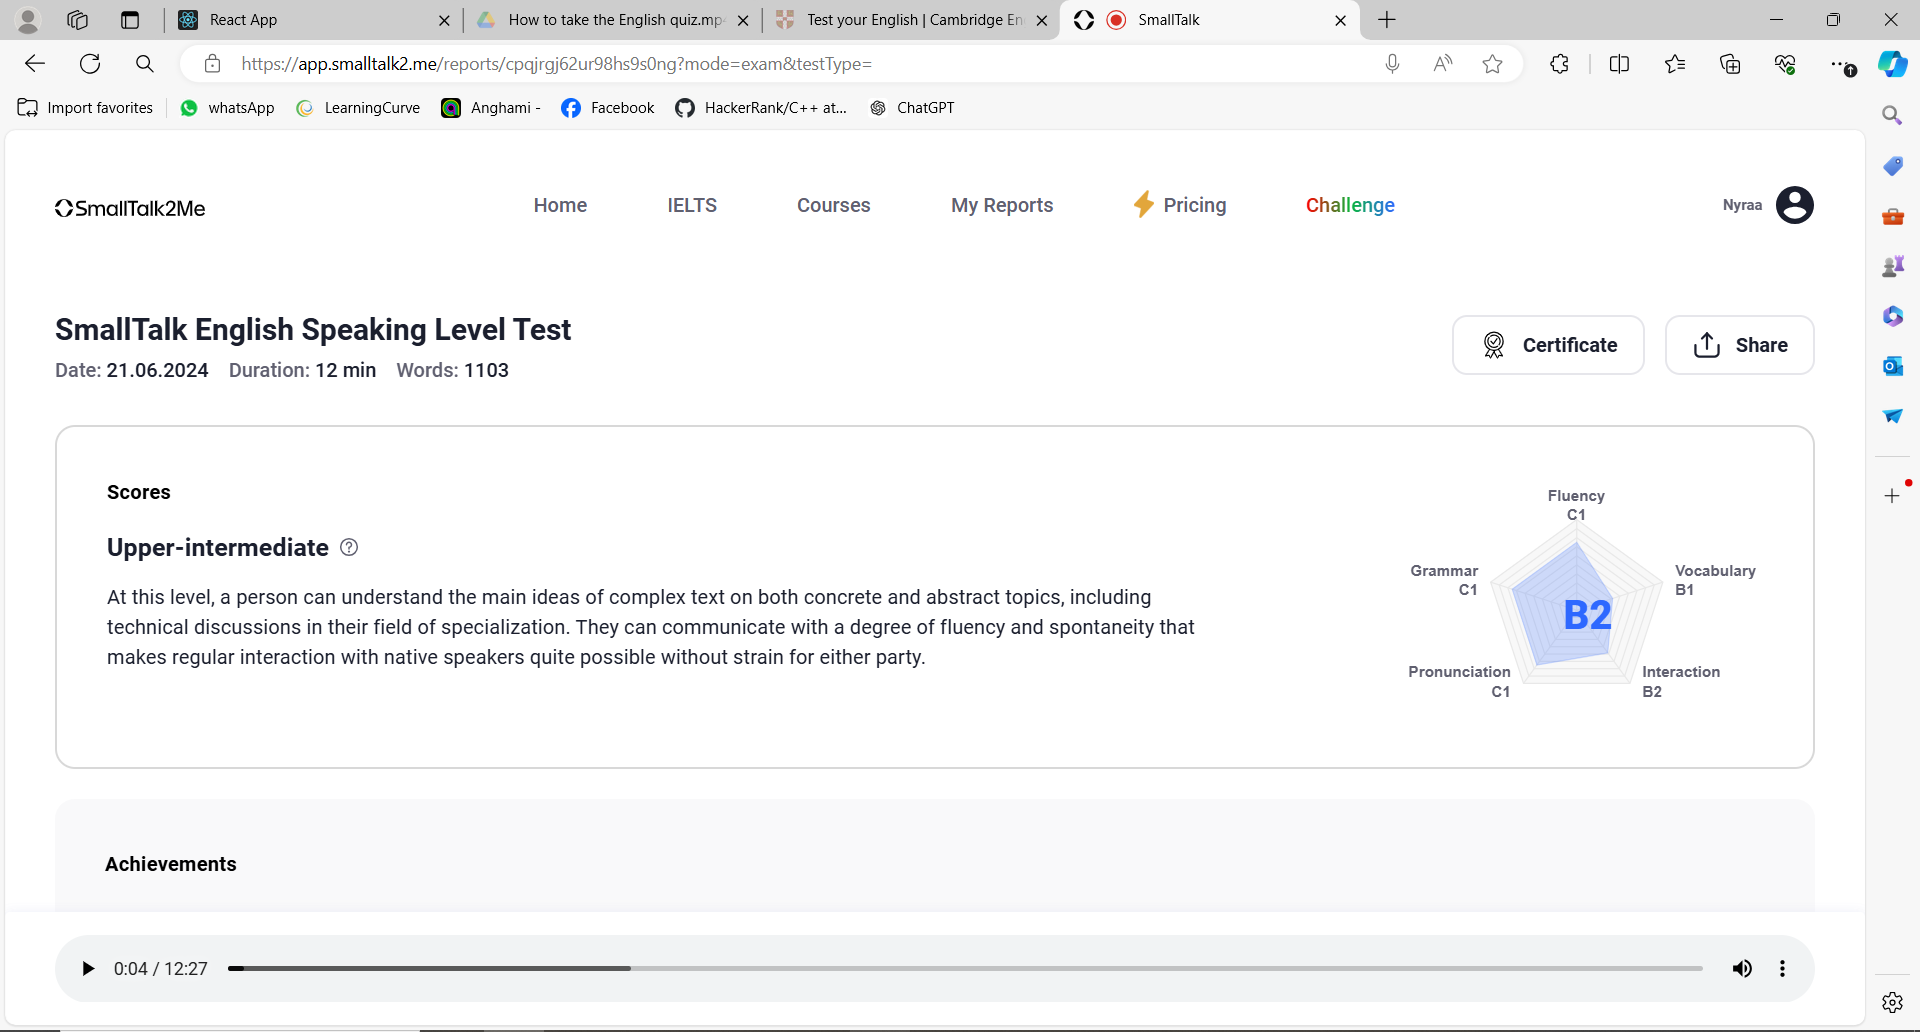 React App
How to take the English quiz.mp
Test your English | Cambridge En
SmallTalk
https://app.smalltalk2.me/reports/cpqjrgj62ur98hs9s0ng?mode=exam&testType=
Import favorites
whatsApp
LearningCurve
Anghami -
Facebook
HackerRank/C++ at...
ChatGPT
SmallTalk2Me
Home
IELTS
Courses
My Reports
Pricing
Challenge
Nyraa
SmallTalk English Speaking Level Test
Date: 21.06.2024 Duration: 12 min Words: 1103
Certificate
Share
Scores
Upper-intermediate
At this level, a person can understand the main ideas of complex text on both concrete and abstract topics, including
technical discussions in their field of specialization. They can communicate with a degree of fluency and spontaneity that
makes regular interaction with native speakers quite possible without strain for either party.
Fluency
C1
Grammar
C1
Vocabulary
B1
B2
Pronunciation
C1
Interaction
B2
Achievements
0:04 / 12:27